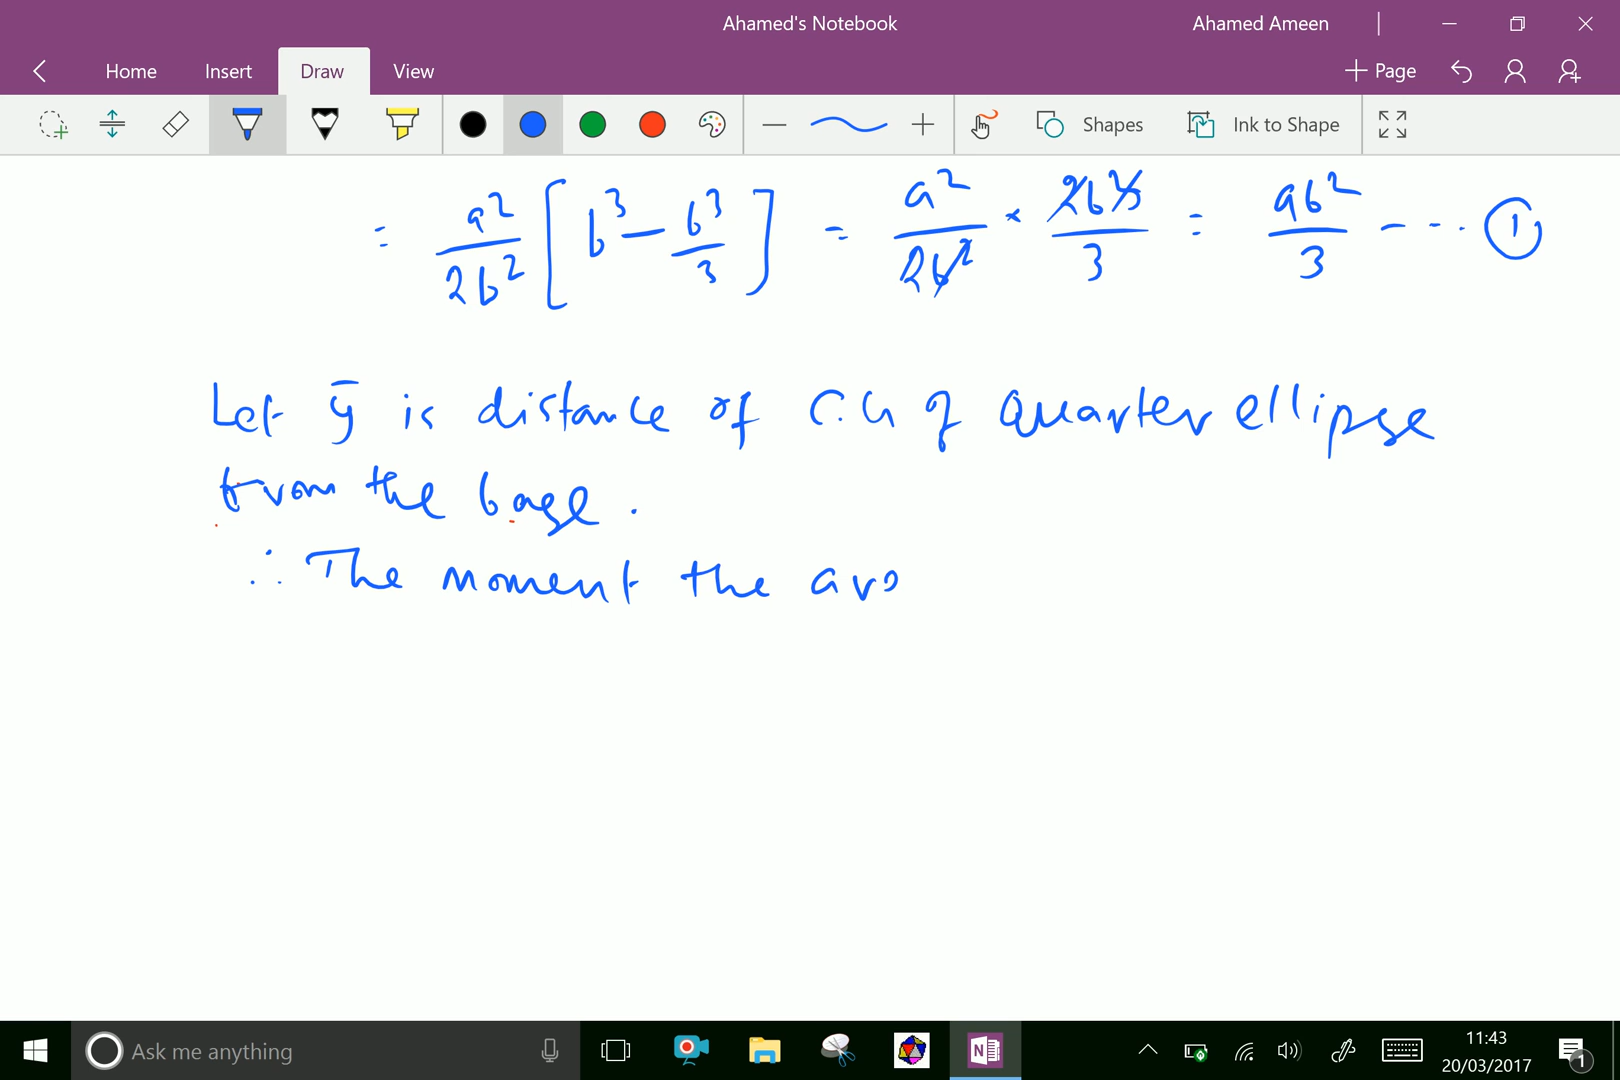 Ahamed's Notebook Ahamed Ameen
Home Insert Draw View Page
Shapes Ink to Shape
= a²/2b² [b³ - b³/3] = a²/2b² × 2b³/3 = ab²/3 --- ... ①
Let ȳ is distance of C.G of quarter ellipse
from the base.
∴ The moment the are
Ask me anything
11:43
20/03/2017
1